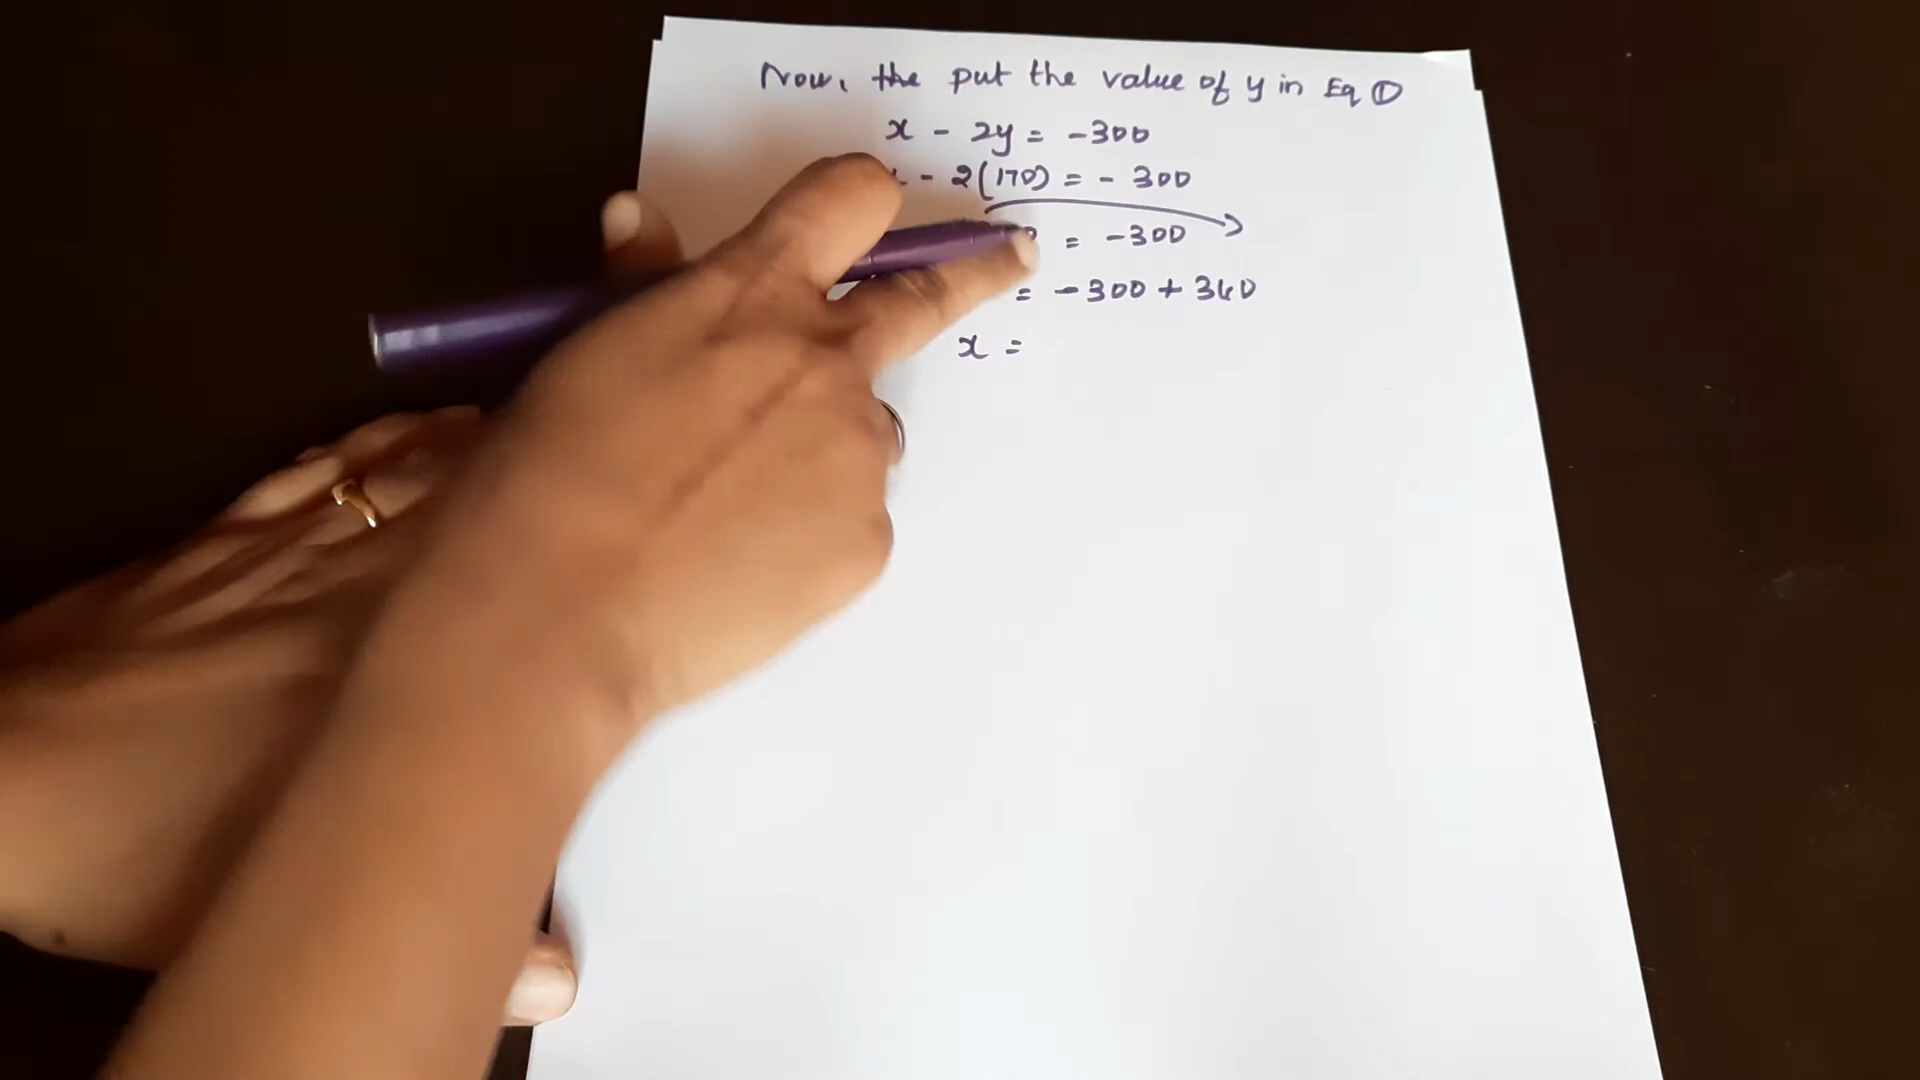 Now, the put the value of y in Eq ①
x - 2y = -300
- 2(170) = - 300
= -300
= -300 + 340
x =